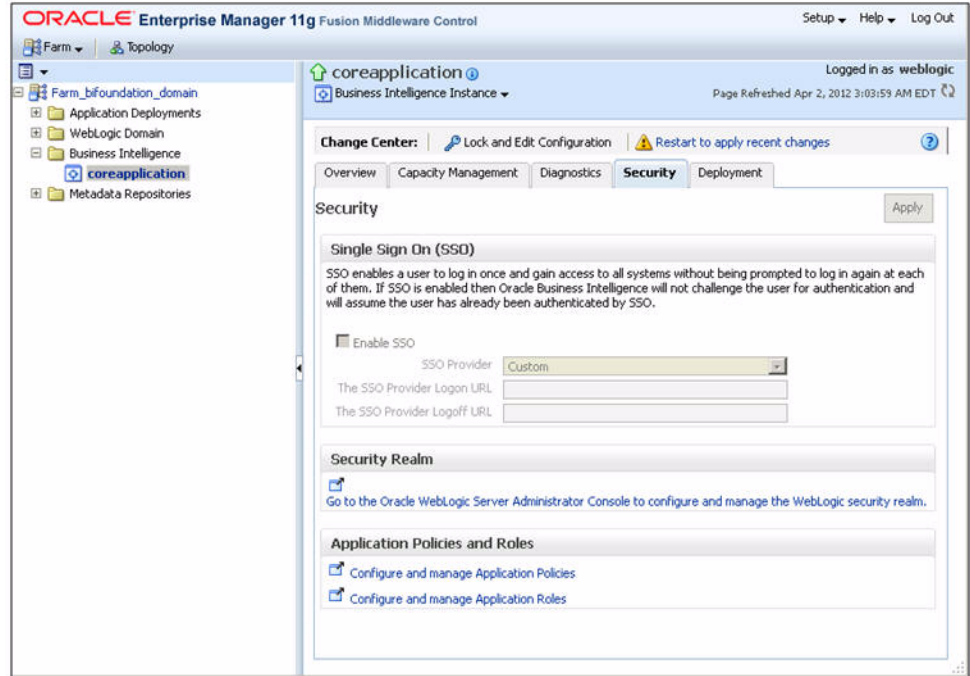 ORACLE Enterprise Manager 11g Fusion Middleware Control
Setup Help Log Out
Farm Topology
Farm_bifoundation_domain
Application Deployments
WebLogic Domain
Business Intelligence
coreapplication
Metadata Repositories
coreapplication
Logged in as weblogic
Business Intelligence Instance
Page Refreshed Apr 2, 2012 3:03:59 AM EDT
Change Center: Lock and Edit Configuration Restart to apply recent changes
Overview Capacity Management Diagnostics Security Deployment
Security
Apply
Single Sign On (SSO)
SSO enables a user to log in once and gain access to all systems without being prompted to log in again at each
of them. If SSO is enabled then Oracle Business Intelligence will not challenge the user for authentication and
will assume the user has already been authenticated by SSO.
Enable SSO
SSO Provider Custom
The SSO Provider Logon URL
The SSO Provider Logoff URL
Security Realm
Go to the Oracle WebLogic Server Administrator Console to configure and manage the WebLogic security realm.
Application Policies and Roles
Configure and manage Application Policies
Configure and manage Application Roles